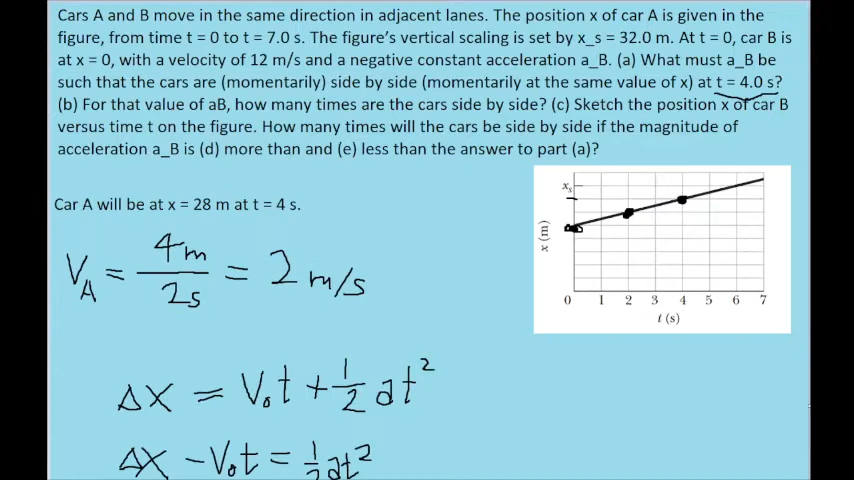 Cars A and B move in the same direction in adjacent lanes. The position x of car A is given in the
figure, from time t = 0 to t = 7.0 s. The figure's vertical scaling is set by x_s = 32.0 m. At t = 0, car B is
at x = 0, with a velocity of 12 m/s and a negative constant acceleration a_B. (a) What must a_B be
such that the cars are (momentarily) side by side (momentarily at the same value of x) at t = 4.0 s?
(b) For that value of aB, how many times are the cars side by side? (c) Sketch the position x of car B
versus time t on the figure. How many times will the cars be side by side if the magnitude of
acceleration a_B is (d) more than and (e) less than the answer to part (a)?
Car A will be at x = 28 m at t = 4 s.
V_A = 4m/2s = 2 m/s
Δx = V₀t + 1/2 at²
Δx - V₀t = 1/2 at²
x_s
x (m)
0 1 2 3 4 5 6 7
t (s)